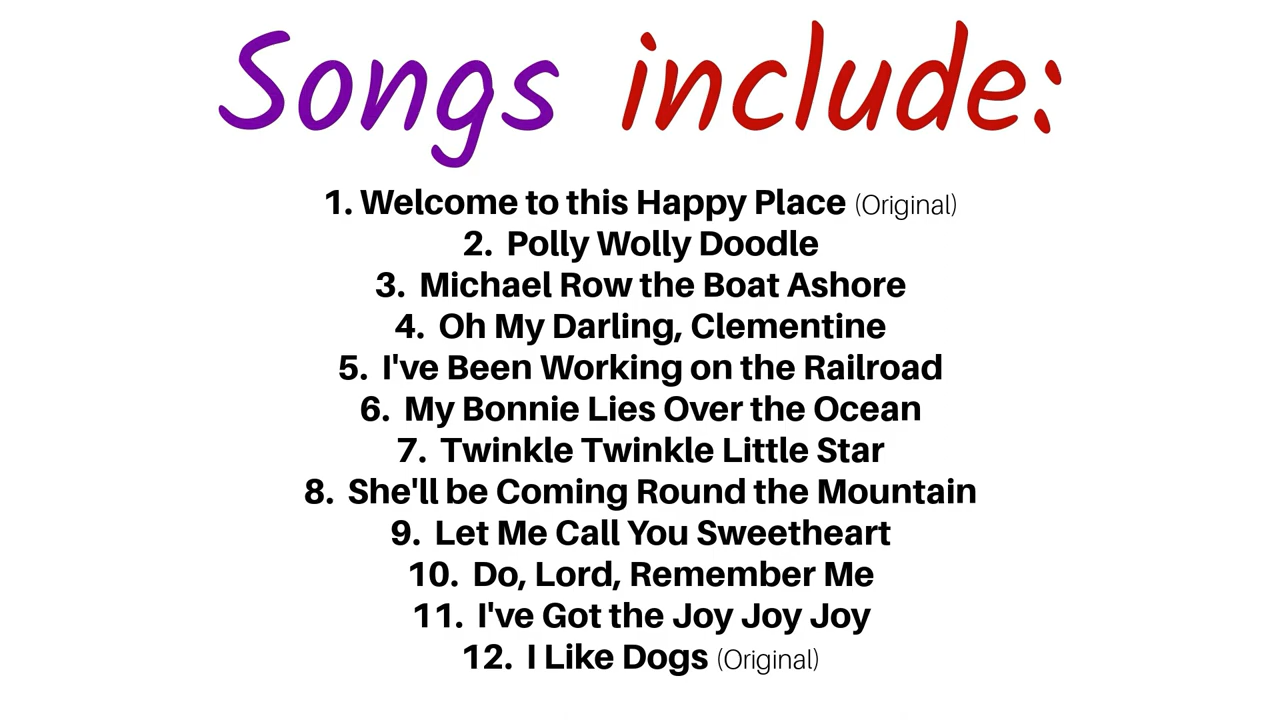 Songs include:
1. Welcome to this Happy Place (Original)
2. Polly Wolly Doodle
3. Michael Row the Boat Ashore
4. Oh My Darling, Clementine
5. I've Been Working on the Railroad
6. My Bonnie Lies Over the Ocean
7. Twinkle Twinkle Little Star
8. She'll be Coming Round the Mountain
9. Let Me Call You Sweetheart
10. Do, Lord, Remember Me
11. I've Got the Joy Joy Joy
12. I Like Dogs (Original)